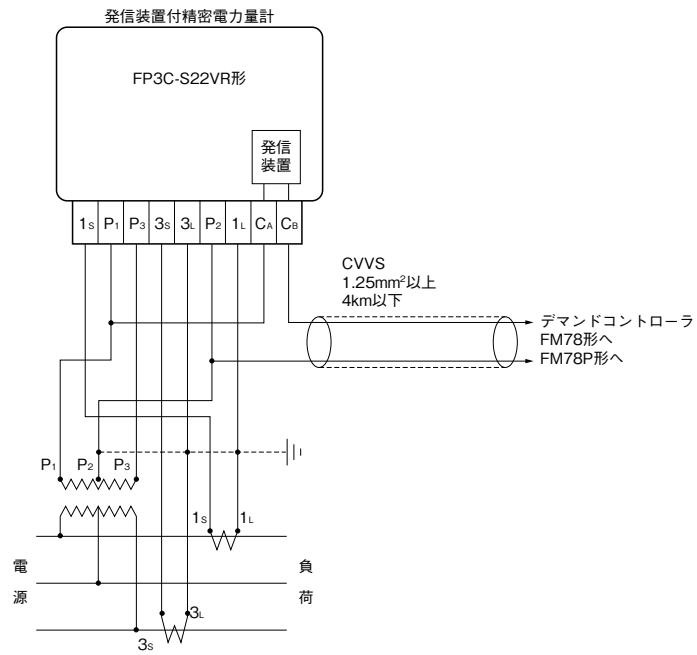 発信装置付精密電力量計
FP3C-S22VR形
発信
装置
1S P1 P3 3S 3L P2 1L CA CB
CVVS
1.25mm²以上
4km以下
デマンドコントローラ
FM78形へ
FM78P形へ
P1 P2 P3
1S 1L
電
源
負
荷
3L
3S